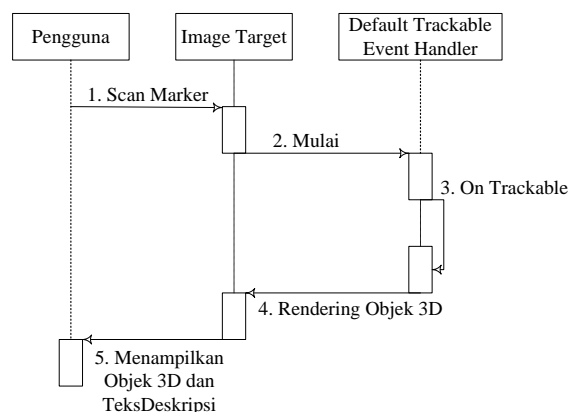 Pengguna
Image Target
Default Trackable
Event Handler
1. Scan Marker
2. Mulai
3. On Trackable
4. Rendering Objek 3D
5. Menampilkan
Objek 3D dan
TeksDeskripsi